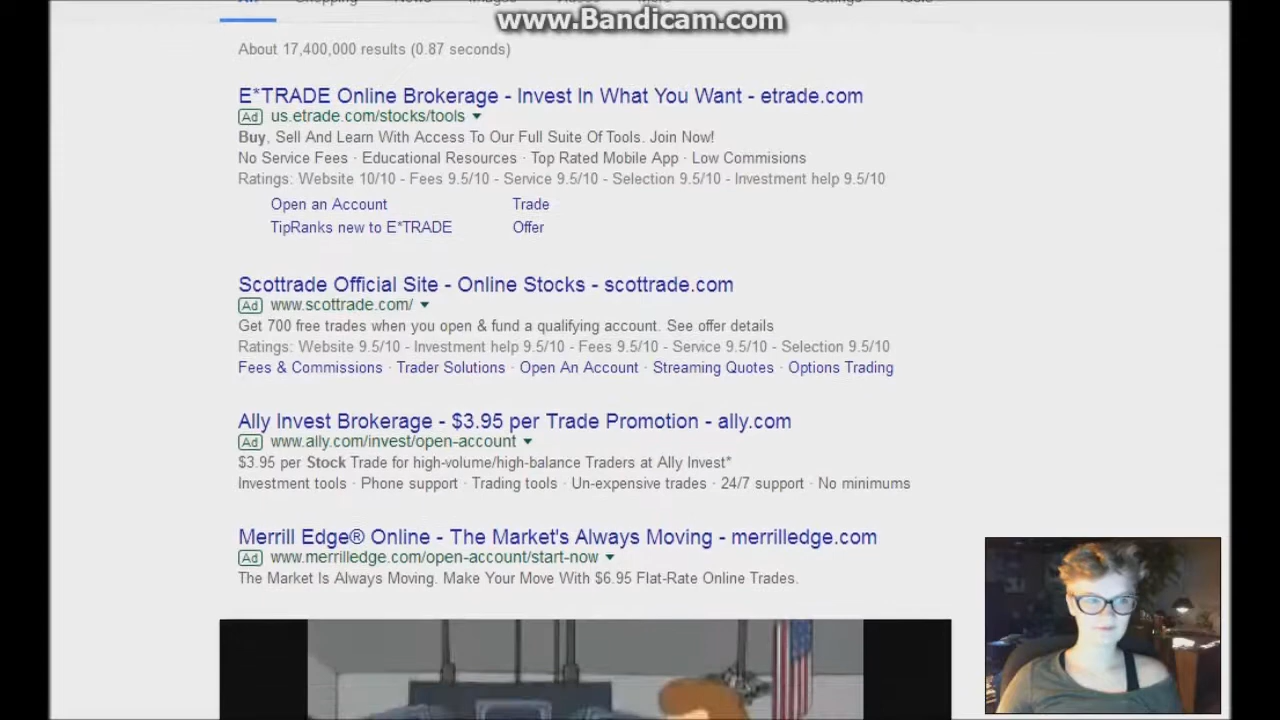 www.Bandicam.com
About 17,400,000 results (0.87 seconds)
E*TRADE Online Brokerage - Invest In What You Want - etrade.com
Ad us.etrade.com/stocks/tools
Buy, Sell And Learn With Access To Our Full Suite Of Tools. Join Now!
No Service Fees · Educational Resources · Top Rated Mobile App · Low Commisions
Ratings: Website 10/10 - Fees 9.5/10 - Service 9.5/10 - Selection 9.5/10 - Investment help 9.5/10
Open an Account Trade
TipRanks new to E*TRADE Offer
Scottrade Official Site - Online Stocks - scottrade.com
Ad www.scottrade.com/
Get 700 free trades when you open & fund a qualifying account. See offer details
Ratings: Website 9.5/10 - Investment help 9.5/10 - Fees 9.5/10 - Service 9.5/10 - Selection 9.5/10
Fees & Commissions · Trader Solutions · Open An Account · Streaming Quotes · Options Trading
Ally Invest Brokerage - $3.95 per Trade Promotion - ally.com
Ad www.ally.com/invest/open-account
$3.95 per Stock Trade for high-volume/high-balance Traders at Ally Invest*
Investment tools · Phone support · Trading tools · Un-expensive trades · 24/7 support · No minimums
Merrill Edge® Online - The Market's Always Moving - merrilledge.com
Ad www.merrilledge.com/open-account/start-now
The Market Is Always Moving. Make Your Move With $6.95 Flat-Rate Online Trades.